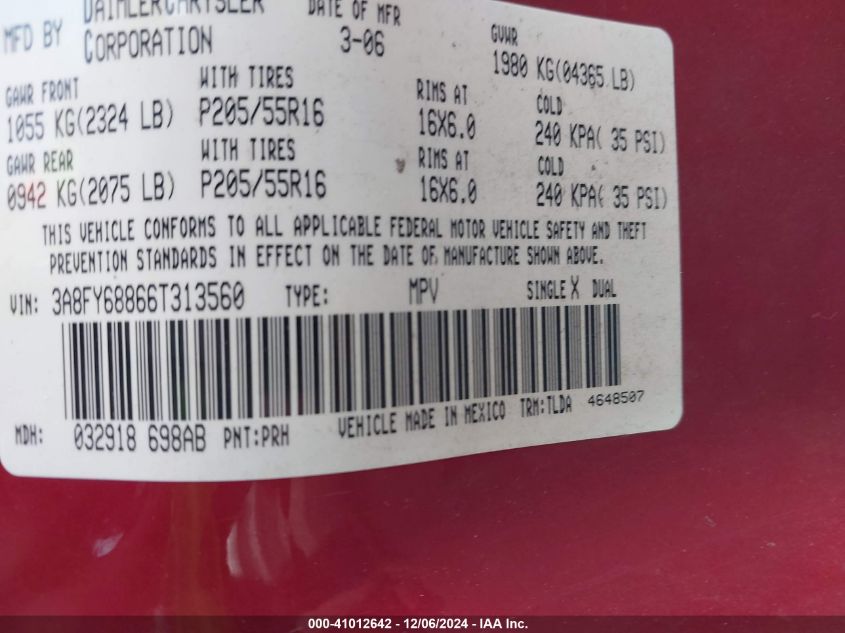 MFD BY DAIMLERCHRYSLER CORPORATION
DATE OF MFR 3-06
GVWR 1980 KG(04365 LB)
GAWR FRONT WITH TIRES RIMS AT COLD
1055 KG(2324 LB) P205/55R16 16X6.0 240 KPA( 35 PSI)
GAWR REAR WITH TIRES RIMS AT COLD
0942 KG(2075 LB) P205/55R16 16X6.0 240 KPA( 35 PSI)
THIS VEHICLE CONFORMS TO ALL APPLICABLE FEDERAL MOTOR VEHICLE SAFETY AND THEFT
PREVENTION STANDARDS IN EFFECT ON THE DATE OF MANUFACTURE SHOWN ABOVE.
VIN: 3A8FY68866T313560 TYPE: MPV SINGLE X DUAL
MDH: 032918 698AB PNT:PRH VEHICLE MADE IN MEXICO TRM:TLDA 4648507
000-41012642 - 12/06/2024 - IAA Inc.